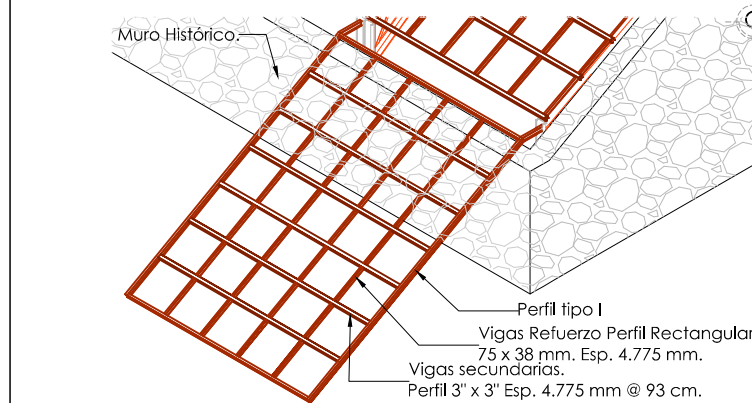 Muro Histórico.
Perfil tipo I
Vigas Refuerzo Perfil Rectangular
75 x 38 mm. Esp. 4.775 mm.
Vigas secundarias.
Perfil 3" x 3" Esp. 4.775 mm @ 93 cm.